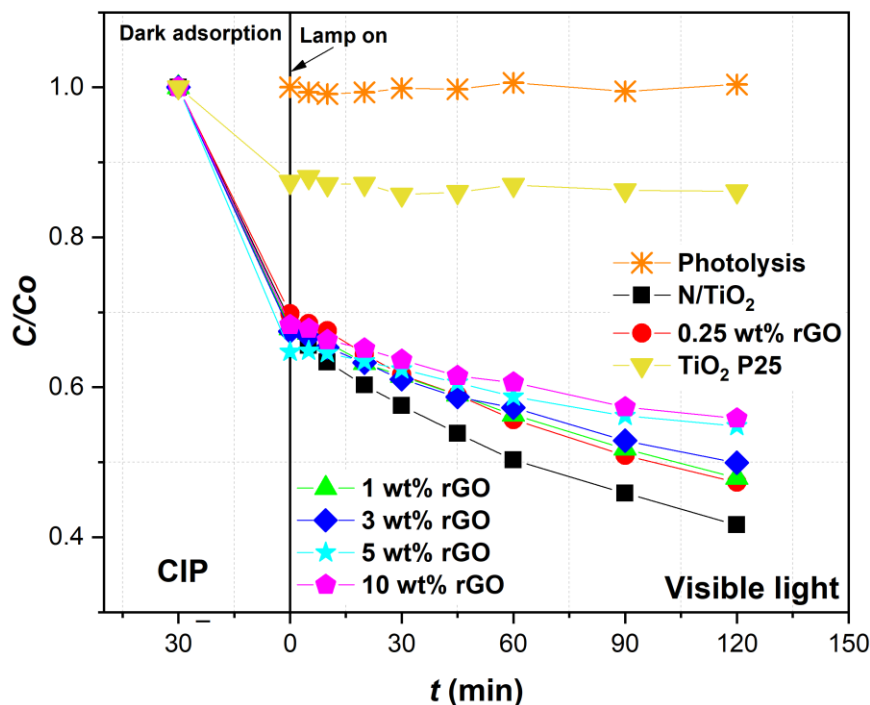 Dark adsorption
Lamp on
1.0
0.8
0.6
0.4
C/Co
Photolysis
N/TiO₂
0.25 wt% rGO
TiO₂ P25
1 wt% rGO
3 wt% rGO
5 wt% rGO
10 wt% rGO
CIP
Visible light
30 – 0 30 60 90 120 150
t (min)